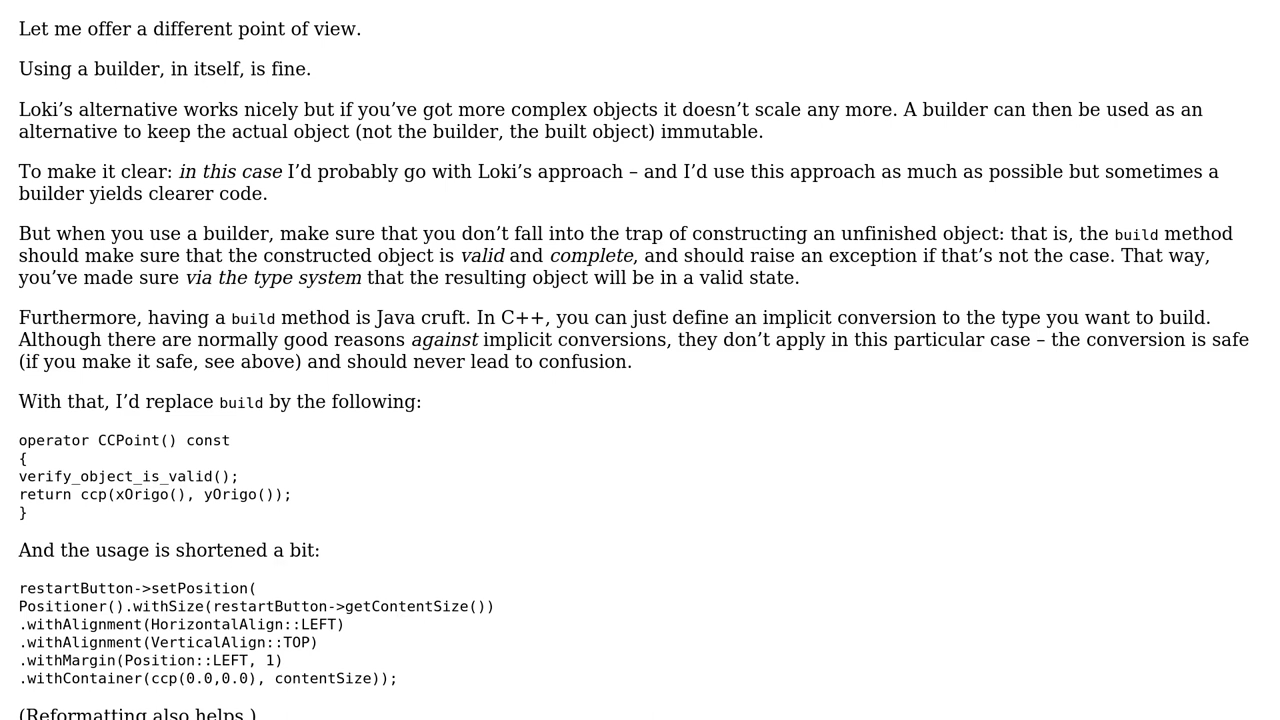 Let me offer a different point of view.
Using a builder, in itself, is fine.
Loki’s alternative works nicely but if you’ve got more complex objects it doesn’t scale any more. A builder can then be used as an
alternative to keep the actual object (not the builder, the built object) immutable.
To make it clear: in this case I’d probably go with Loki’s approach – and I’d use this approach as much as possible but sometimes a
builder yields clearer code.
But when you use a builder, make sure that you don’t fall into the trap of constructing an unfinished object: that is, the build method
should make sure that the constructed object is valid and complete, and should raise an exception if that’s not the case. That way,
you’ve made sure via the type system that the resulting object will be in a valid state.
Furthermore, having a build method is Java cruft. In C++, you can just define an implicit conversion to the type you want to build.
Although there are normally good reasons against implicit conversions, they don’t apply in this particular case – the conversion is safe
(if you make it safe, see above) and should never lead to confusion.
With that, I’d replace build by the following:
operator CCPoint() const
{
verify_object_is_valid();
return ccp(xOrigo(), yOrigo());
}
And the usage is shortened a bit:
restartButton->setPosition(
Positioner().withSize(restartButton->getContentSize())
.withAlignment(HorizontalAlign::LEFT)
.withAlignment(VerticalAlign::TOP)
.withMargin(Position::LEFT, 1)
.withContainer(ccp(0.0,0.0), contentSize));
(Reformatting also helps.)